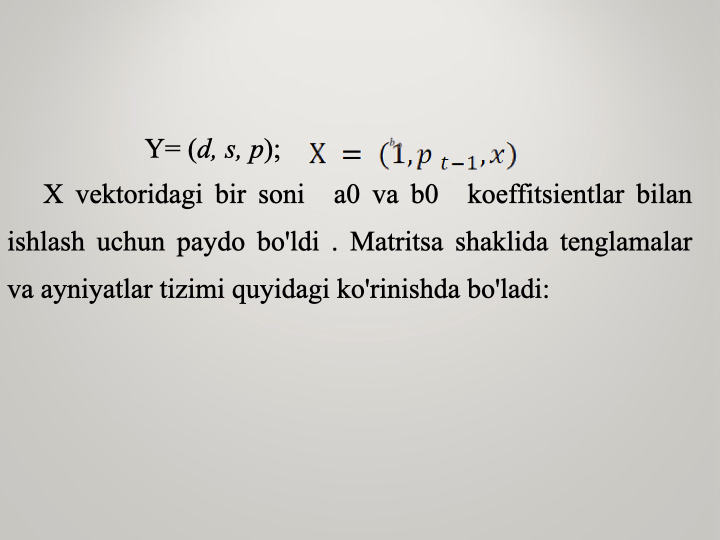 Y= (d, s, p); X = (1, p t−1, x)
X vektoridagi bir soni a0 va b0 koeffitsientlar bilan
ishlash uchun paydo bo'ldi . Matritsa shaklida tenglamalar
va ayniyatlar tizimi quyidagi ko'rinishda bo'ladi: